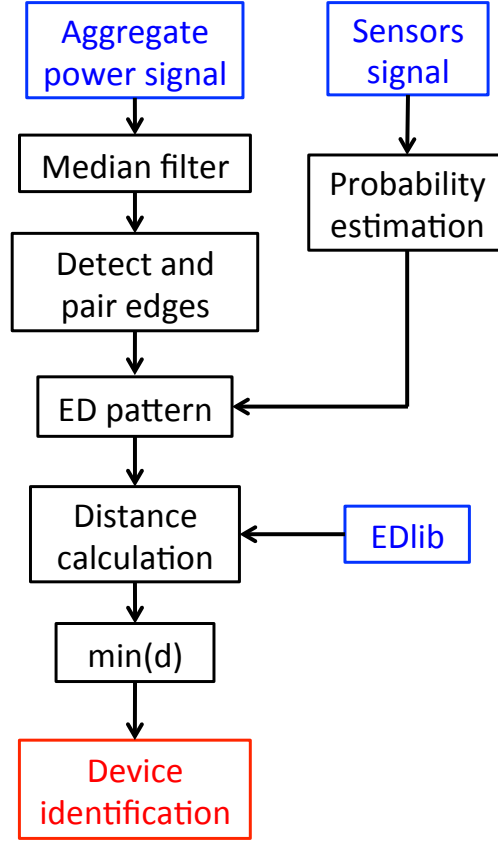 Aggregate
power signal
Sensors
signal
Median filter
Probability
estimation
Detect and
pair edges
ED pattern
Distance
calculation
EDlib
min(d)
Device
identification